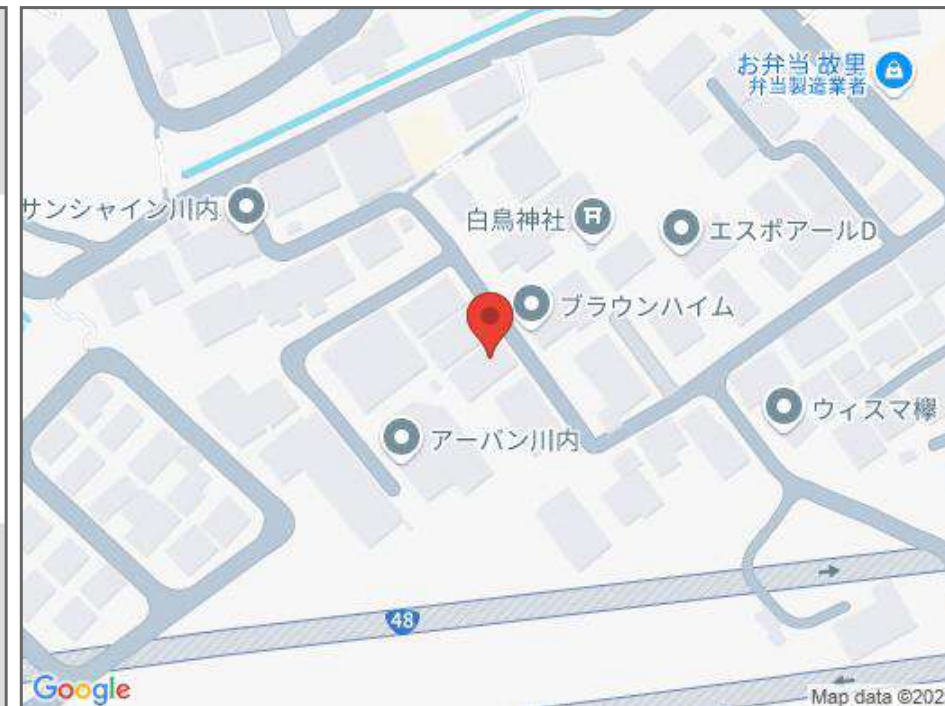 お弁当 故里
弁当製造業者
サンシャイン川内
白鳥神社
エスポアールD
ブラウンハイム
ウィスマ欅
アーバン川内
48
Google
Map data ©202